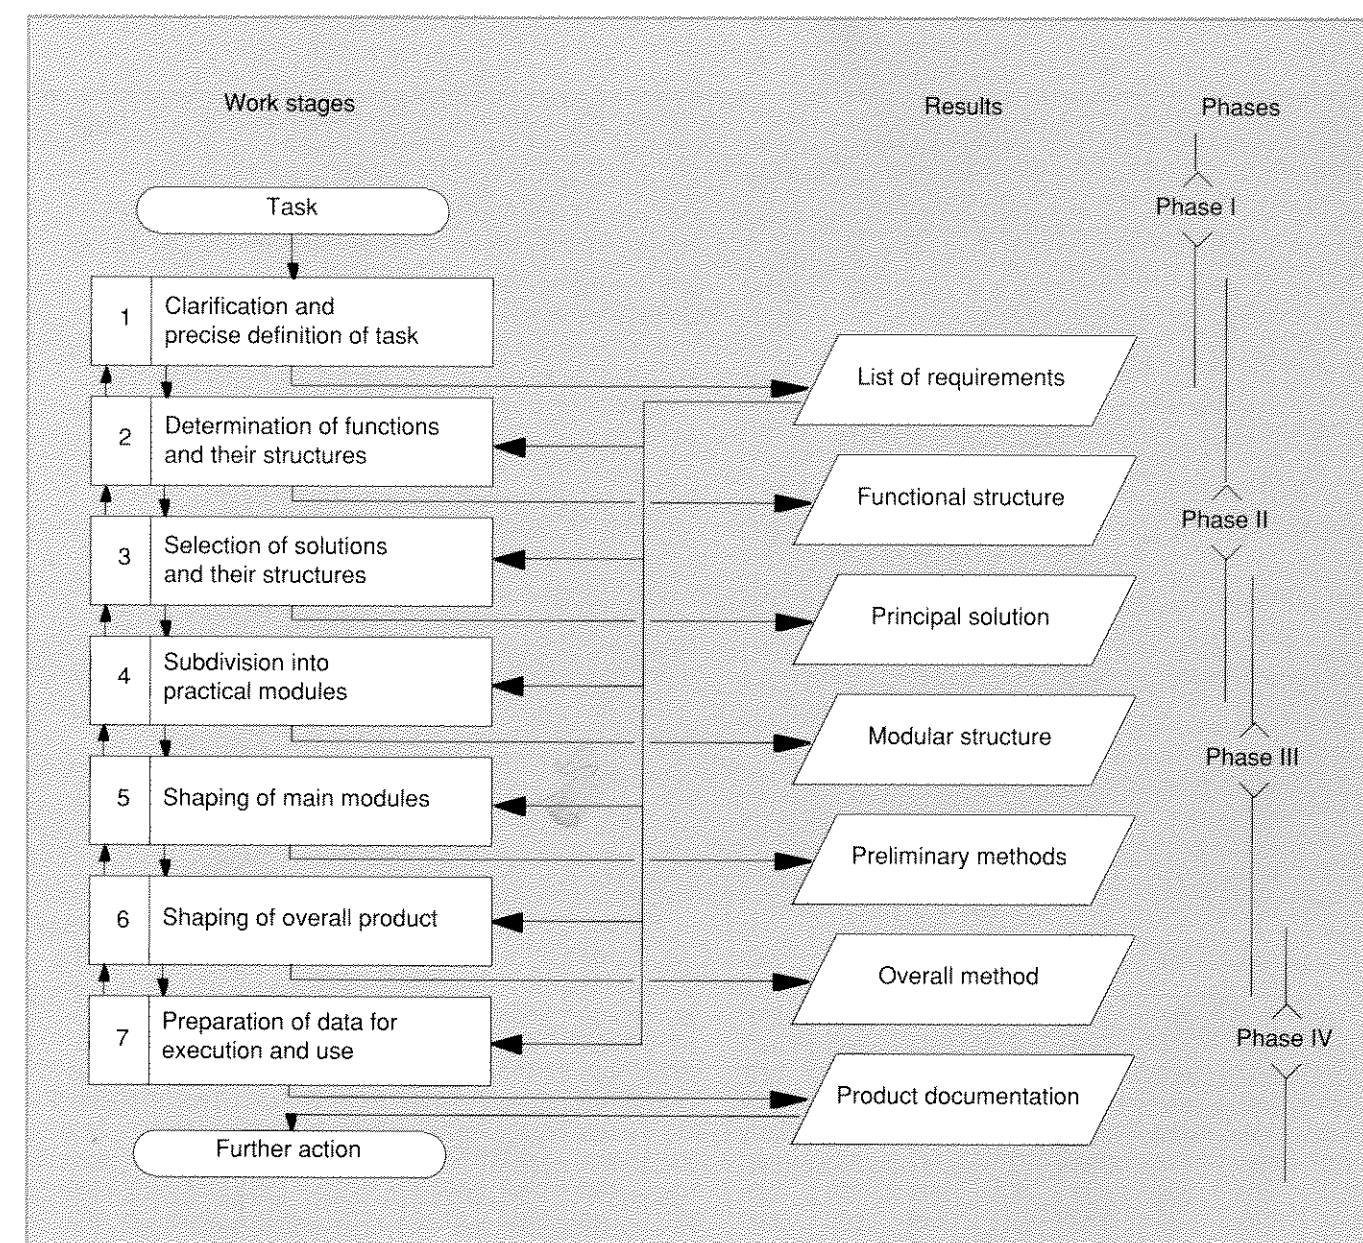 Work stages
Results
Phases
Task
Phase I
1
Clarification and
precise definition of task
List of requirements
2
Determination of functions
and their structures
Functional structure
Phase II
3
Selection of solutions
and their structures
Principal solution
4
Subdivision into
practical modules
Modular structure
Phase III
5
Shaping of main modules
Preliminary methods
6
Shaping of overall product
Overall method
7
Preparation of data for
execution and use
Phase IV
Product documentation
Further action